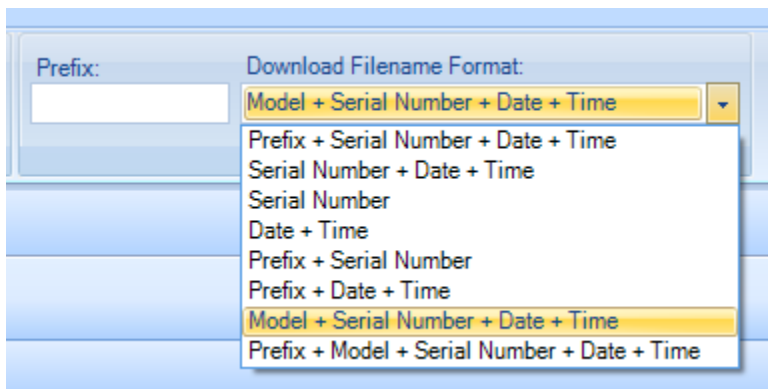 Prefix:
Download Filename Format:
Model + Serial Number + Date + Time
Prefix + Serial Number + Date + Time
Serial Number + Date + Time
Serial Number
Date + Time
Prefix + Serial Number
Prefix + Date + Time
Model + Serial Number + Date + Time
Prefix + Model + Serial Number + Date + Time